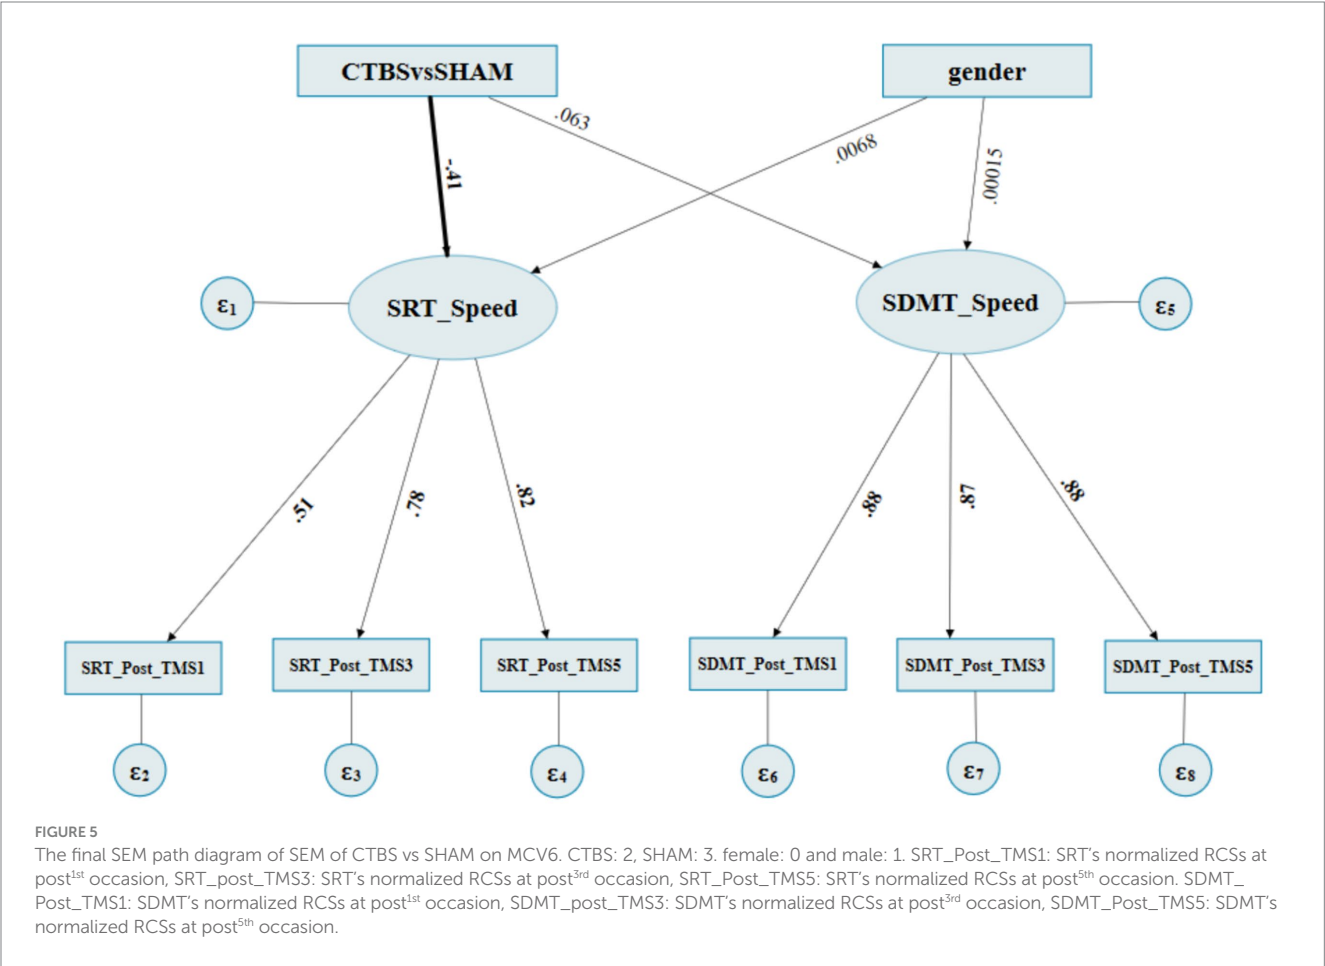 CTBSvsSHAM
gender
.063
.0068
-.41
.00015
ε1
SRT_Speed
SDMT_Speed
ε5
.51
.78
.82
.88
.87
.88
SRT_Post_TMS1
SRT_Post_TMS3
SRT_Post_TMS5
SDMT_Post_TMS1
SDMT_Post_TMS3
SDMT_Post_TMS5
ε2
ε3
ε4
ε6
ε7
ε8
FIGURE 5
The final SEM path diagram of SEM of CTBS vs SHAM on MCV6. CTBS: 2, SHAM: 3. female: 0 and male: 1. SRT_Post_TMS1: SRT's normalized RCSs at
post1st occasion, SRT_post_TMS3: SRT's normalized RCSs at post3rd occasion, SRT_Post_TMS5: SRT's normalized RCSs at post5th occasion. SDMT_
Post_TMS1: SDMT's normalized RCSs at post1st occasion, SDMT_post_TMS3: SDMT's normalized RCSs at post3rd occasion, SDMT_Post_TMS5: SDMT's
normalized RCSs at post5th occasion.